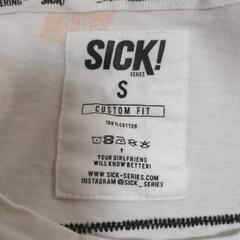 SICK!
SERIES
S
CUSTOM FIT
100% COTTON
YOUR GIRLFRIEND
WILL KNOW BETTER!
WWW.SICK-SERIES.COM
INSTAGRAM @SICK_SERIES